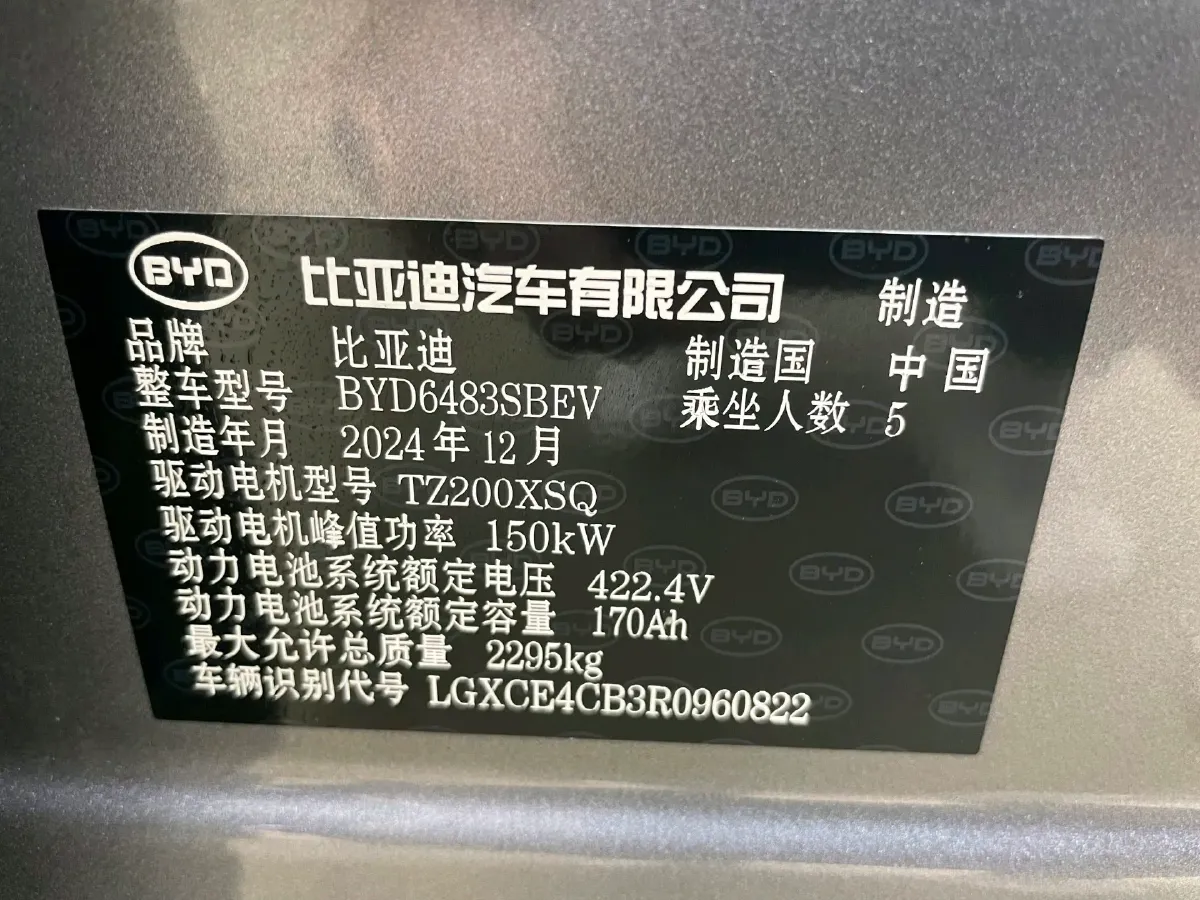 BYD 比亚迪汽车有限公司 制造
品牌 比亚迪 制造国 中国
整车型号 BYD6483SBEV 乘坐人数 5
制造年月 2024年12月
驱动电机型号 TZ200XSQ
驱动电机峰值功率 150kW
动力电池系统额定电压 422.4V
动力电池系统额定容量 170Ah
最大允许总质量 2295kg
车辆识别代号 LGXCE4CB3R0960822